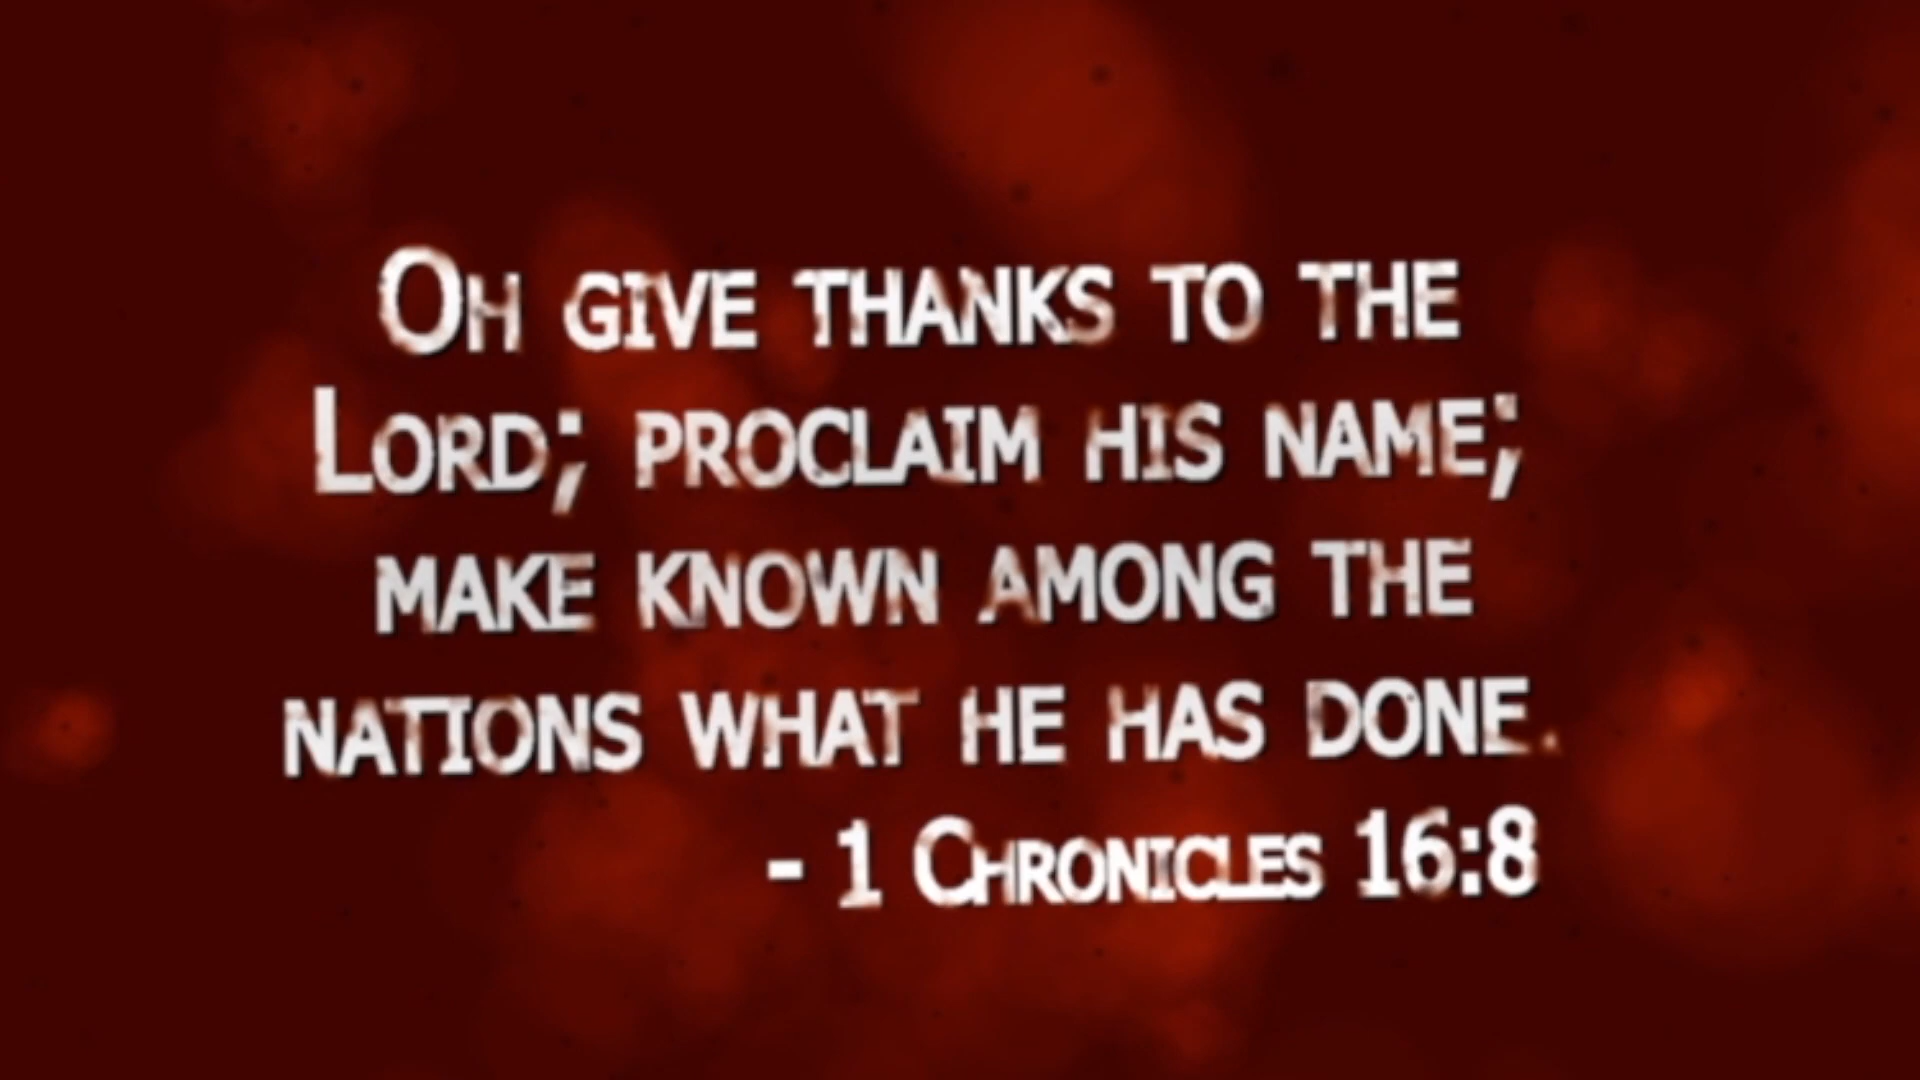 Oh give thanks to the
Lord; proclaim his name;
make known among the
nations what he has done.
- 1 Chronicles 16:8